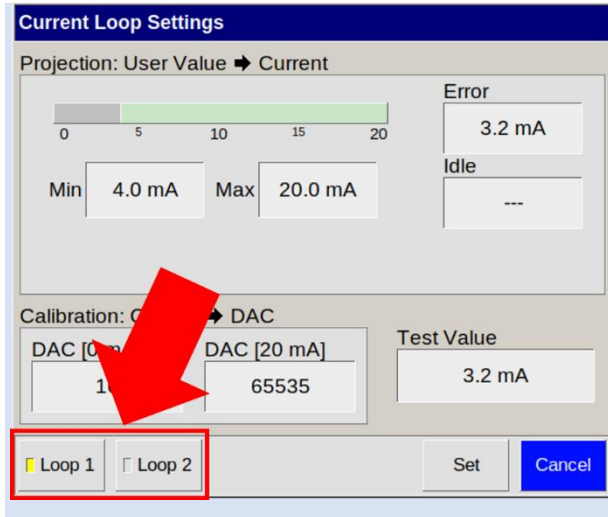 Current Loop Settings
Projection: User Value ➔ Current
Error
3.2 mA
0 5 10 15 20
Idle
---
Min 4.0 mA Max 20.0 mA
Calibration: ➔ DAC
DAC DAC [20 mA]
65535
Test Value
3.2 mA
Loop 1 Loop 2 Set Cancel